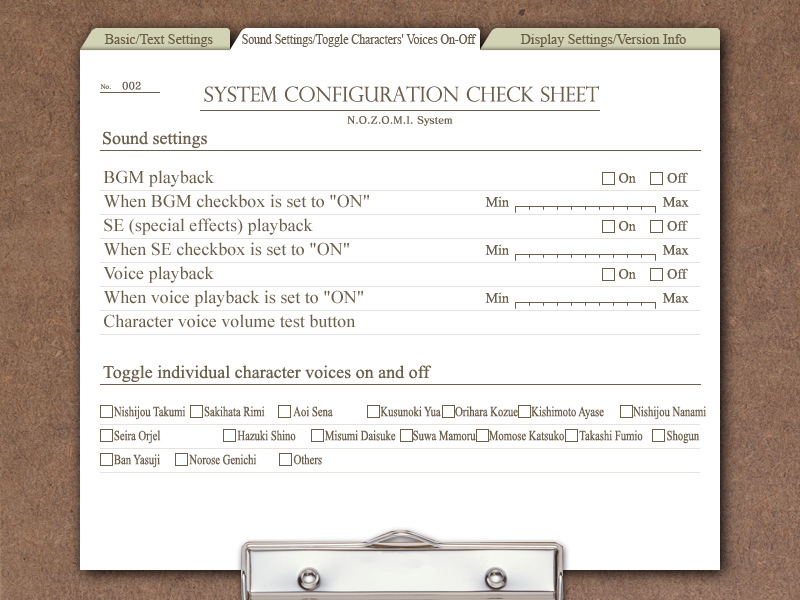 Basic/Text Settings Sound Settings/Toggle Characters' Voices On-Off Display Settings/Version Info
No. 002
SYSTEM CONFIGURATION CHECK SHEET
N.O.Z.O.M.I. System
Sound settings
BGM playback On Off
When BGM checkbox is set to "ON" Min Max
SE (special effects) playback On Off
When SE checkbox is set to "ON" Min Max
Voice playback On Off
When voice playback is set to "ON" Min Max
Character voice volume test button
Toggle individual character voices on and off
Nishijou Takumi Sakihata Rimi Aoi Sena Kusunoki Yua Orihara Kozue Kishimoto Ayase Nishijou Nanami
Seira Orjel Hazuki Shino Misumi Daisuke Suwa Mamoru Momose Katsuko Takashi Fumio Shogun
Ban Yasuji Norose Genichi Others